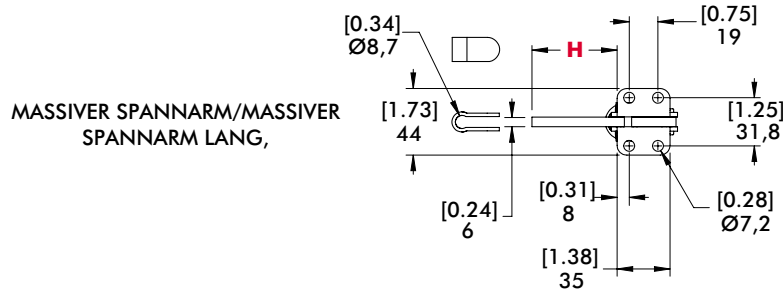 [0.34]
Ø8,7
H
[0.75]
19
MASSIVER SPANNARM/MASSIVER
SPANNARM LANG,
[1.73]
44
[1.25]
31,8
[0.24]
6
[0.31]
8
[0.28]
Ø7,2
[1.38]
35